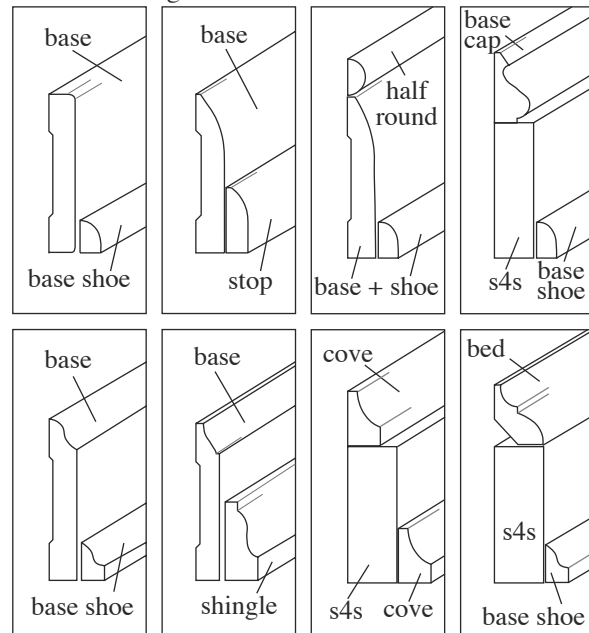 base
base shoe
base
stop
half
round
base + shoe
base
cap
s4s
base
shoe
base
base shoe
base
shingle
cove
s4s
cove
bed
s4s
base shoe